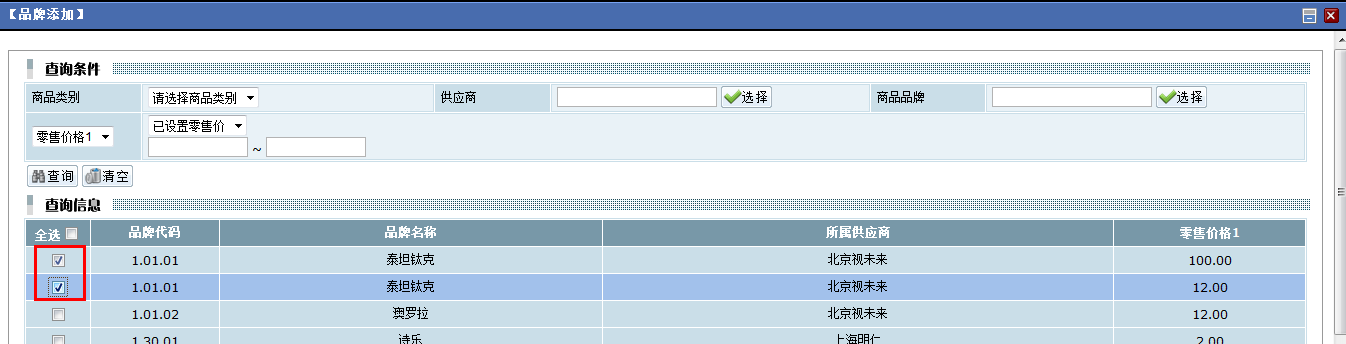 【品牌添加】
查询条件
商品类别 请选择商品类别 供应商 选择 商品品牌 选择
零售价格1 已设置零售价
~
查询 清空
查询信息
全选 品牌代码 品牌名称 所属供应商 零售价格1
1.01.01 泰坦钛克 北京视未来 100.00
1.01.01 泰坦钛克 北京视未来 12.00
1.01.02 澳罗拉 北京视未来 12.00
1.30.01 诗乐 上海明仁 2.00